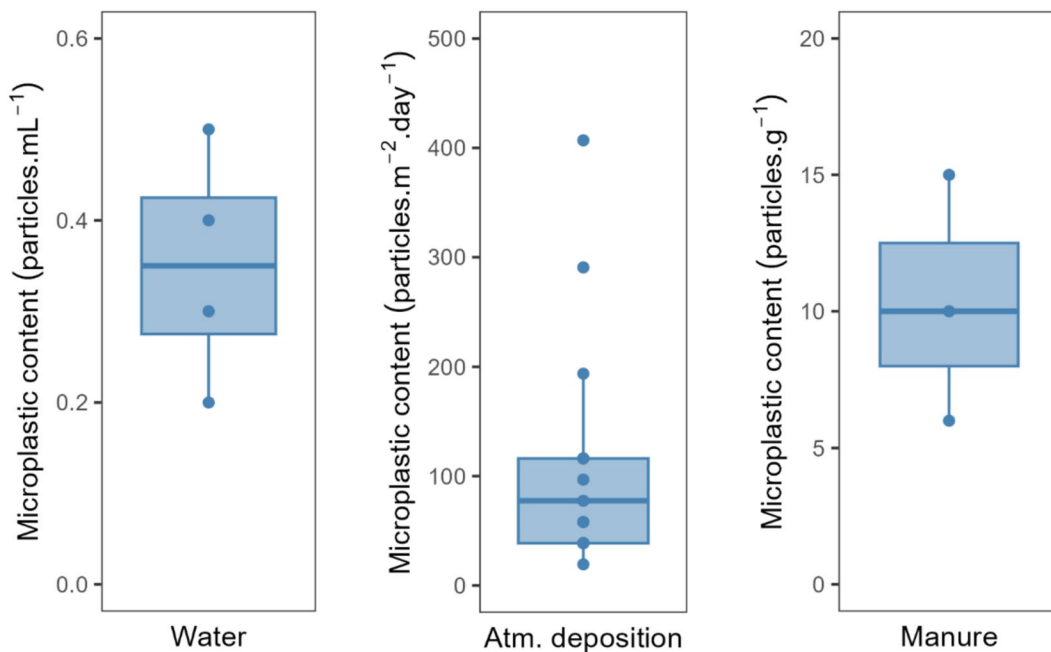 Microplastic content (particles.mL⁻¹)
0.6
0.4
0.2
0.0
Water
Microplastic content (particles.m⁻².day⁻¹)
500
400
300
200
100
0
Atm. deposition
Microplastic content (particles.g⁻¹)
20
15
10
5
0
Manure